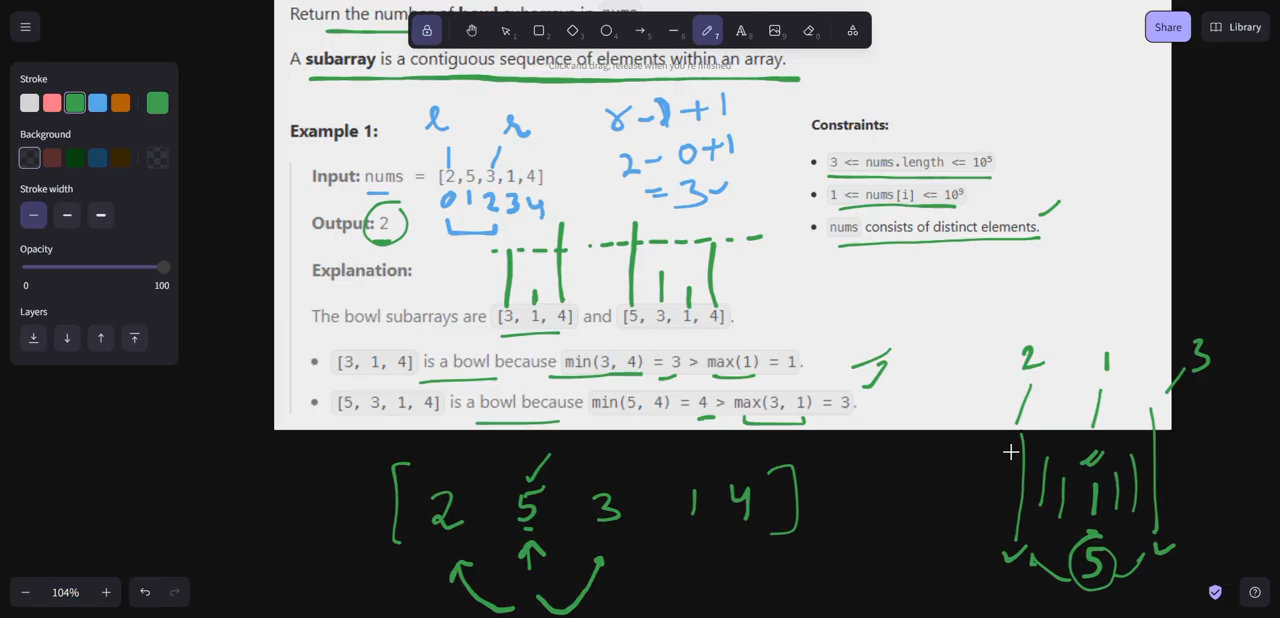 Return the number of bowl subarrays in nums.
Share
Library
A subarray is a contiguous sequence of elements within an array.
Click and drag, release when you're finished
Stroke
Background
Stroke width
Opacity
0 100
Layers
104%
Example 1:
l r
Input: nums = [2,5,3,1,4]
0 1 2 3 4
Output: 2
Explanation:
The bowl subarrays are [3, 1, 4] and [5, 3, 1, 4].
[3, 1, 4] is a bowl because min(3, 4) = 3 > max(1) = 1.
[5, 3, 1, 4] is a bowl because min(5, 4) = 4 > max(3, 1) = 3.
r - l + 1
2 - 0 + 1
= 3
Constraints:
3 <= nums.length <= 10⁵
1 <= nums[i] <= 10⁹
nums consists of distinct elements.
[ 2 5 3 1 4 ]
2 1 3
5